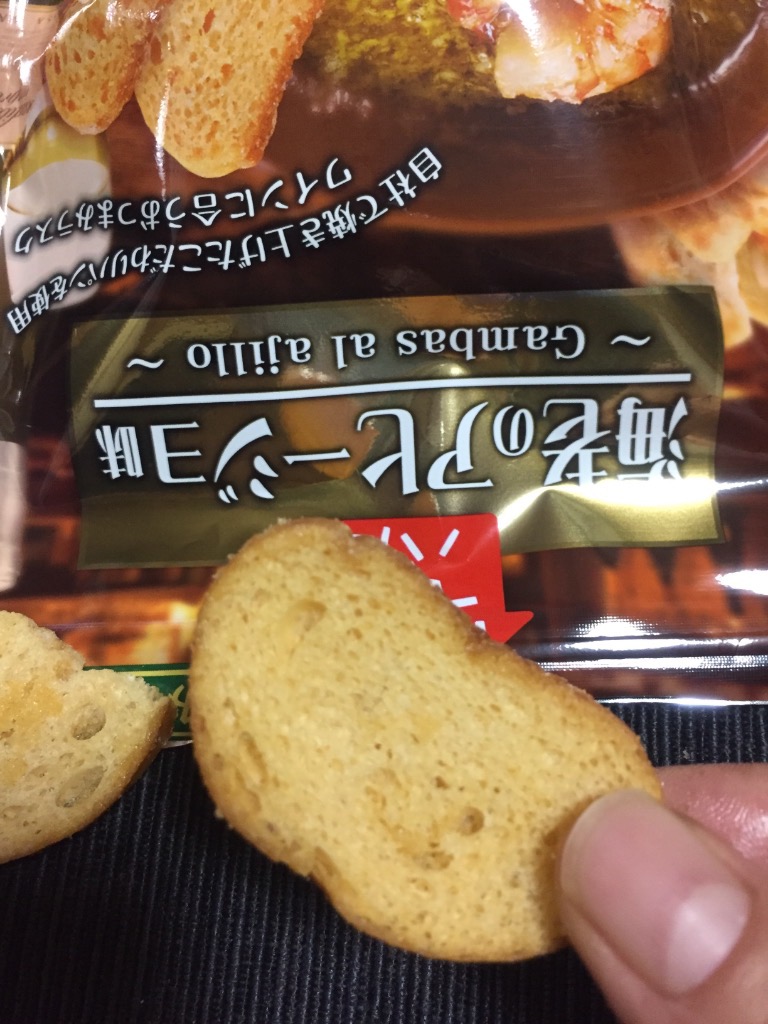 海老のアヒージョ味
~ Gambas al ajillo ~
自社で焼き上げたこだわりパンを使用
ワインに合うおつまみラスク